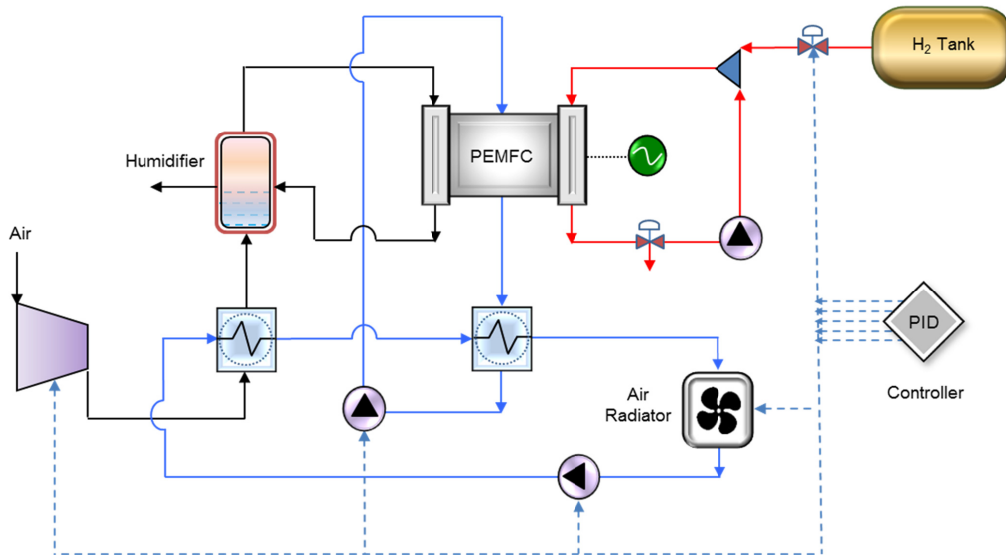 H₂ Tank
PEMFC
Humidifier
Air
PID
Air
Radiator
Controller